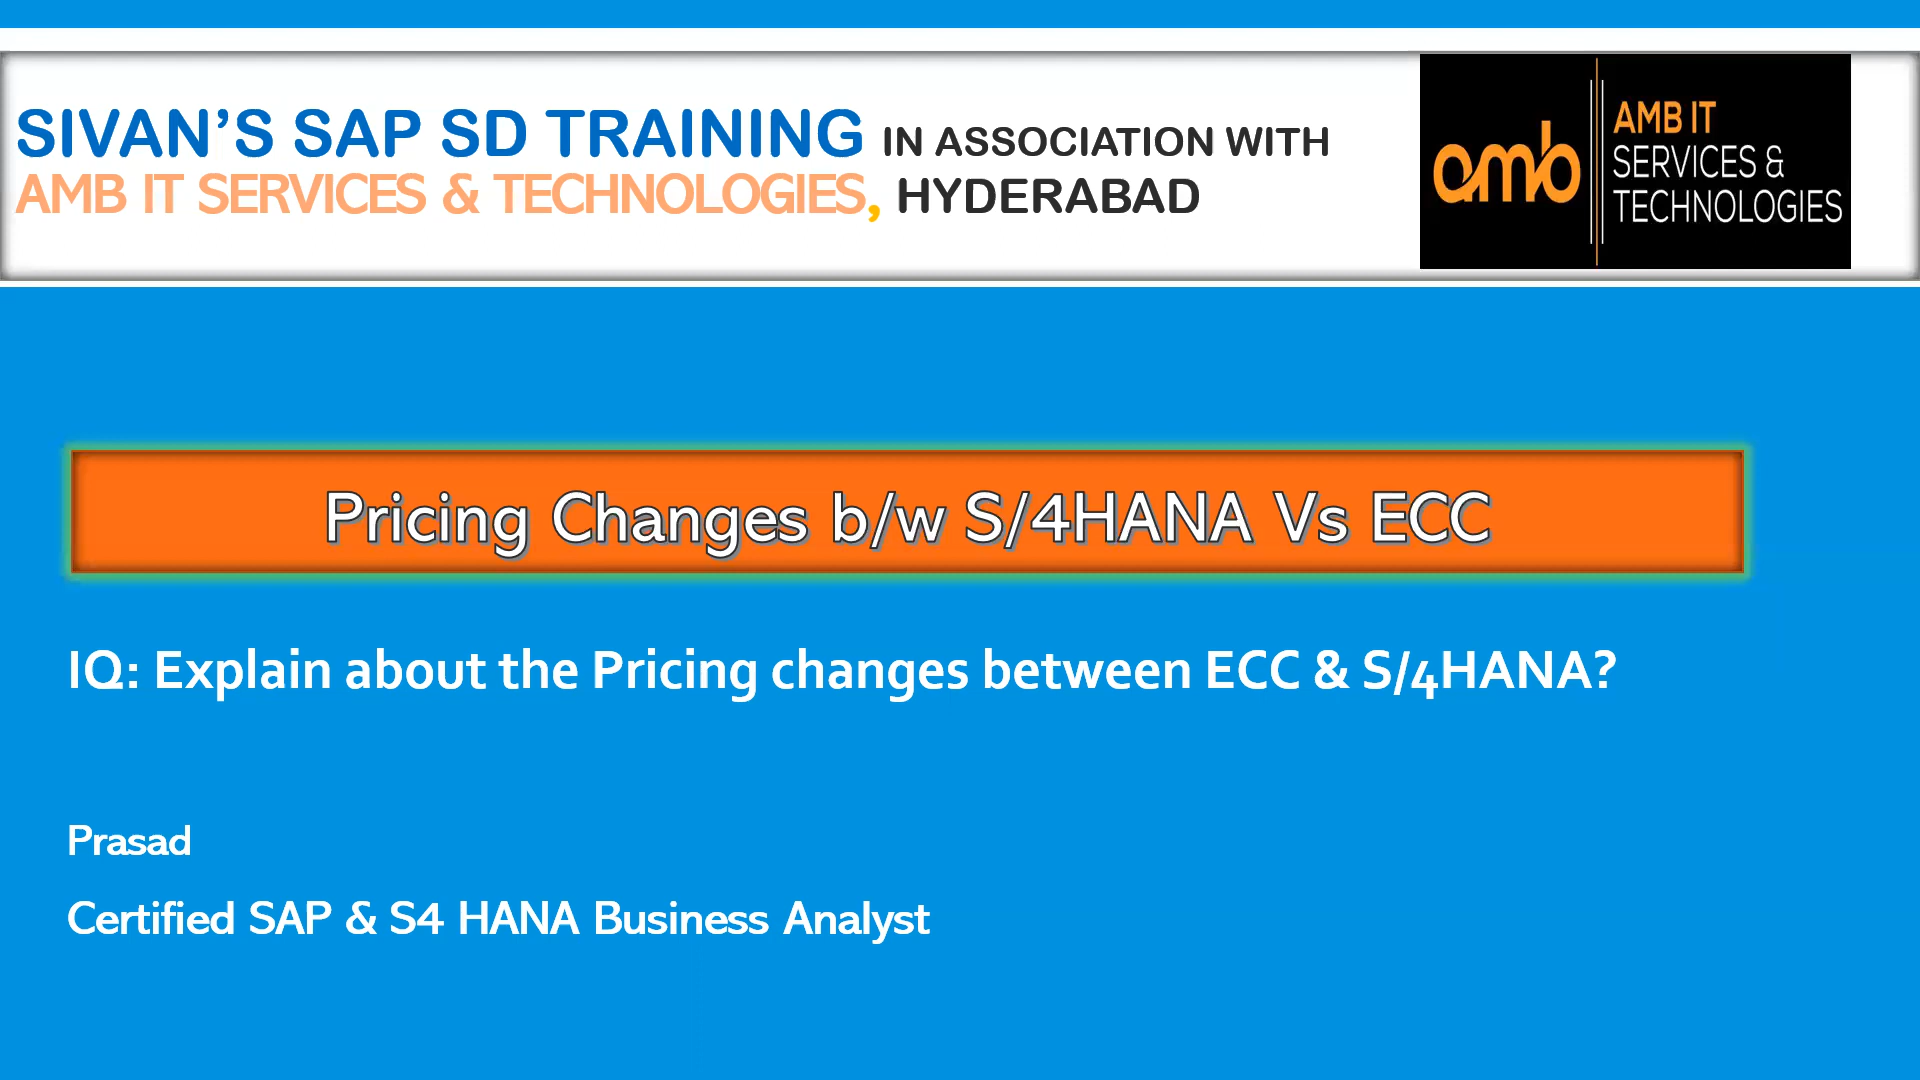 SIVAN’S SAP SD TRAINING IN ASSOCIATION WITH
AMB IT SERVICES & TECHNOLOGIES, HYDERABAD
amb
AMB IT
SERVICES &
TECHNOLOGIES
Pricing Changes b/w S/4HANA Vs ECC
IQ: Explain about the Pricing changes between ECC & S/4HANA?
Prasad
Certified SAP & S4 HANA Business Analyst